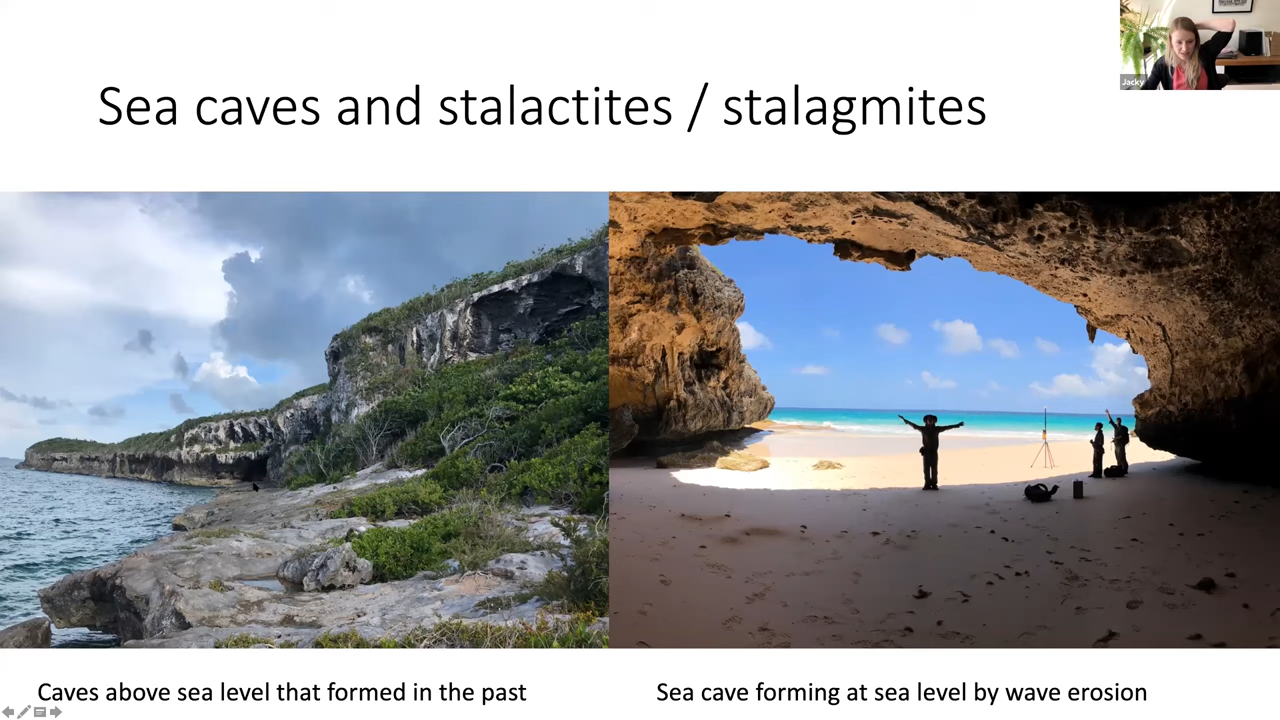 Jacky
Sea caves and stalactites / stalagmites
Caves above sea level that formed in the past
Sea cave forming at sea level by wave erosion